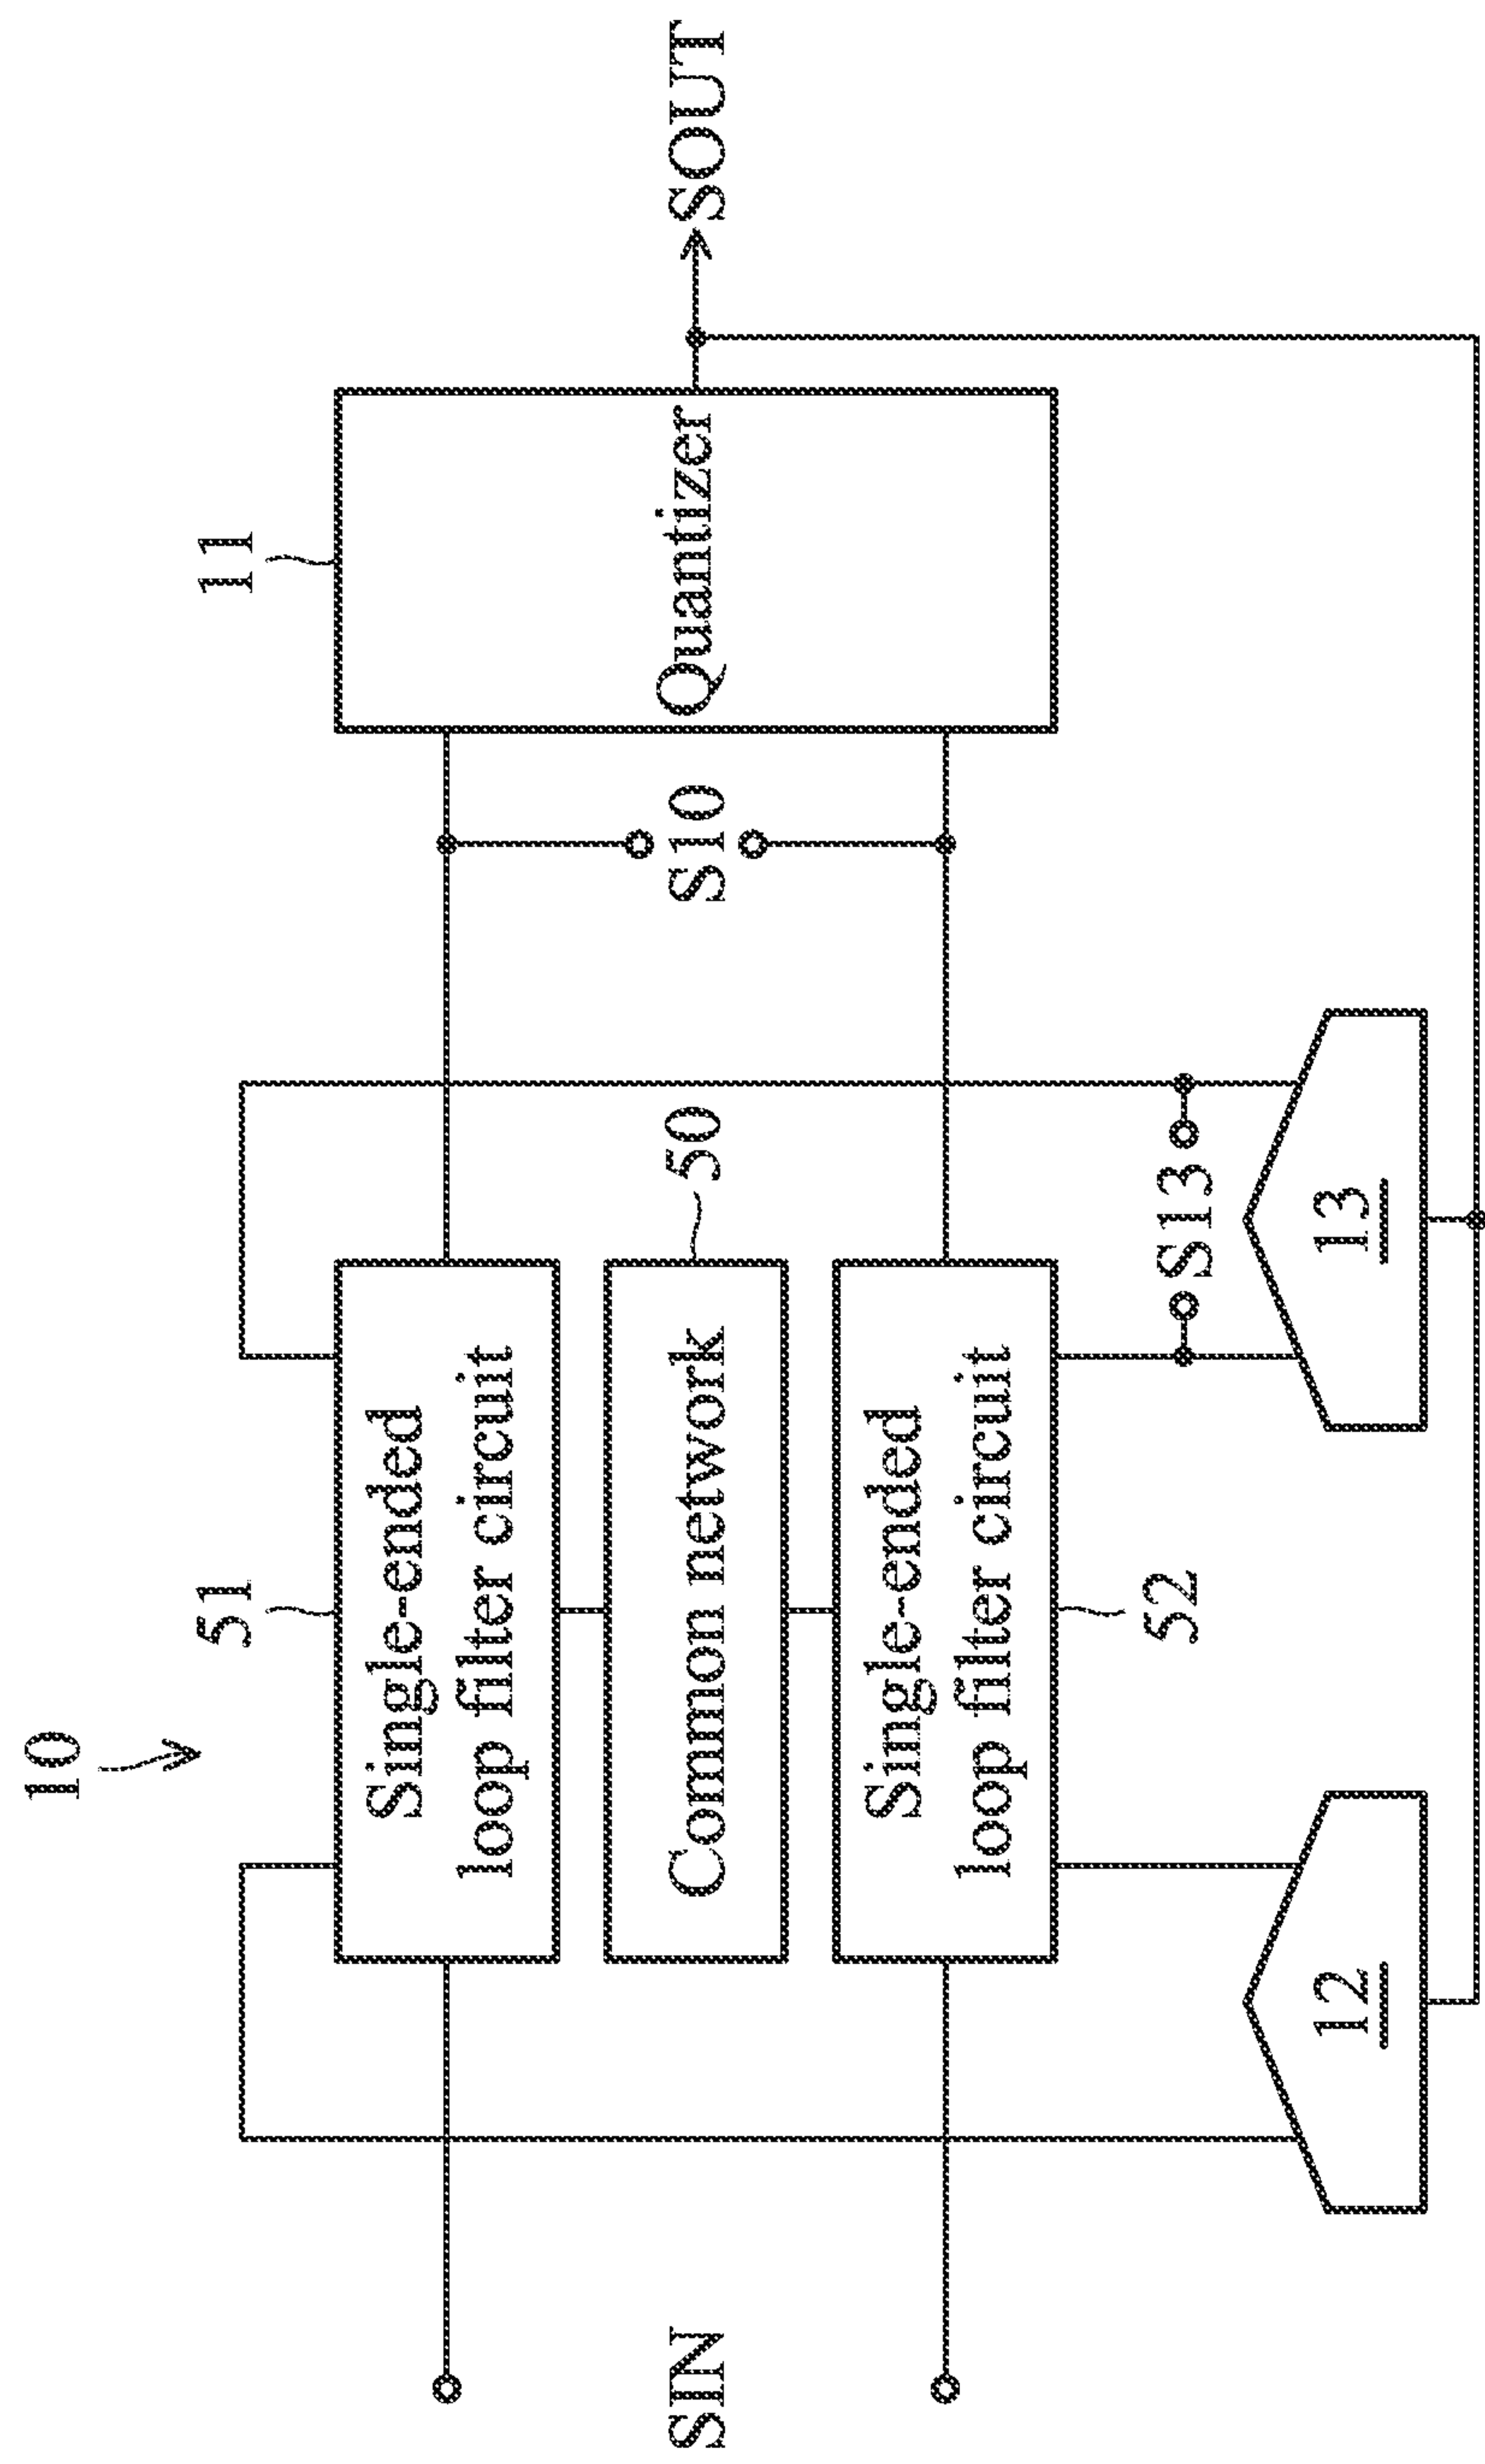 10
51
11
Single-ended
loop filter circuit
Common network
50
Single-ended
loop filter circuit
52
S10
Quantizer
SOUT
SIN
S13
12
13